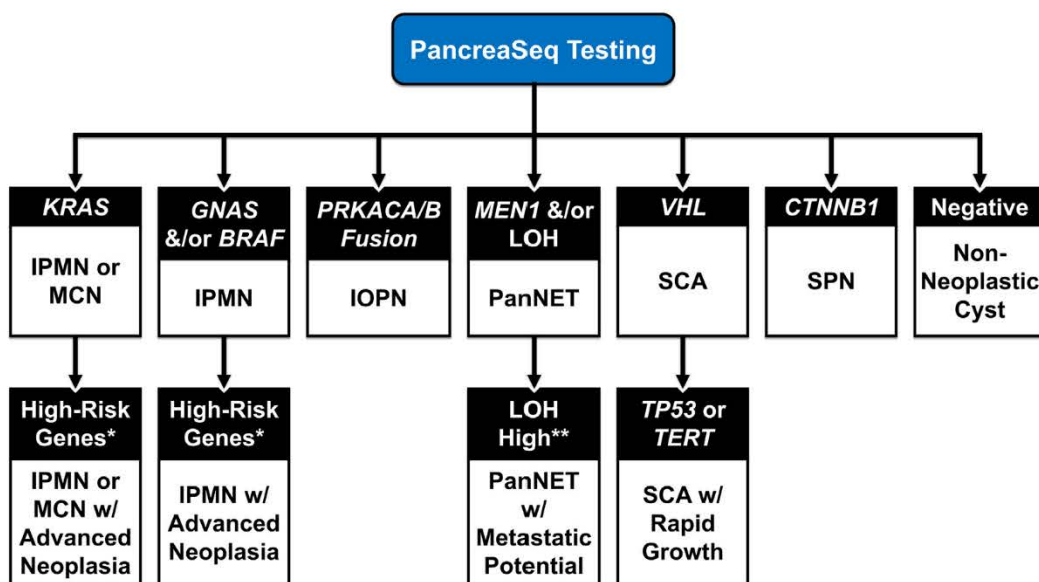 PancreaSeq Testing
KRAS
IPMN or
MCN
GNAS
&/or BRAF
IPMN
PRKACA/B
Fusion
IOPN
MEN1 &/or
LOH
PanNET
VHL
SCA
CTNNB1
SPN
Negative
Non-
Neoplastic
Cyst
High-Risk
Genes*
IPMN or
MCN w/
Advanced
Neoplasia
High-Risk
Genes*
IPMN w/
Advanced
Neoplasia
LOH
High**
PanNET
w/
Metastatic
Potential
TP53 or
TERT
SCA w/
Rapid
Growth